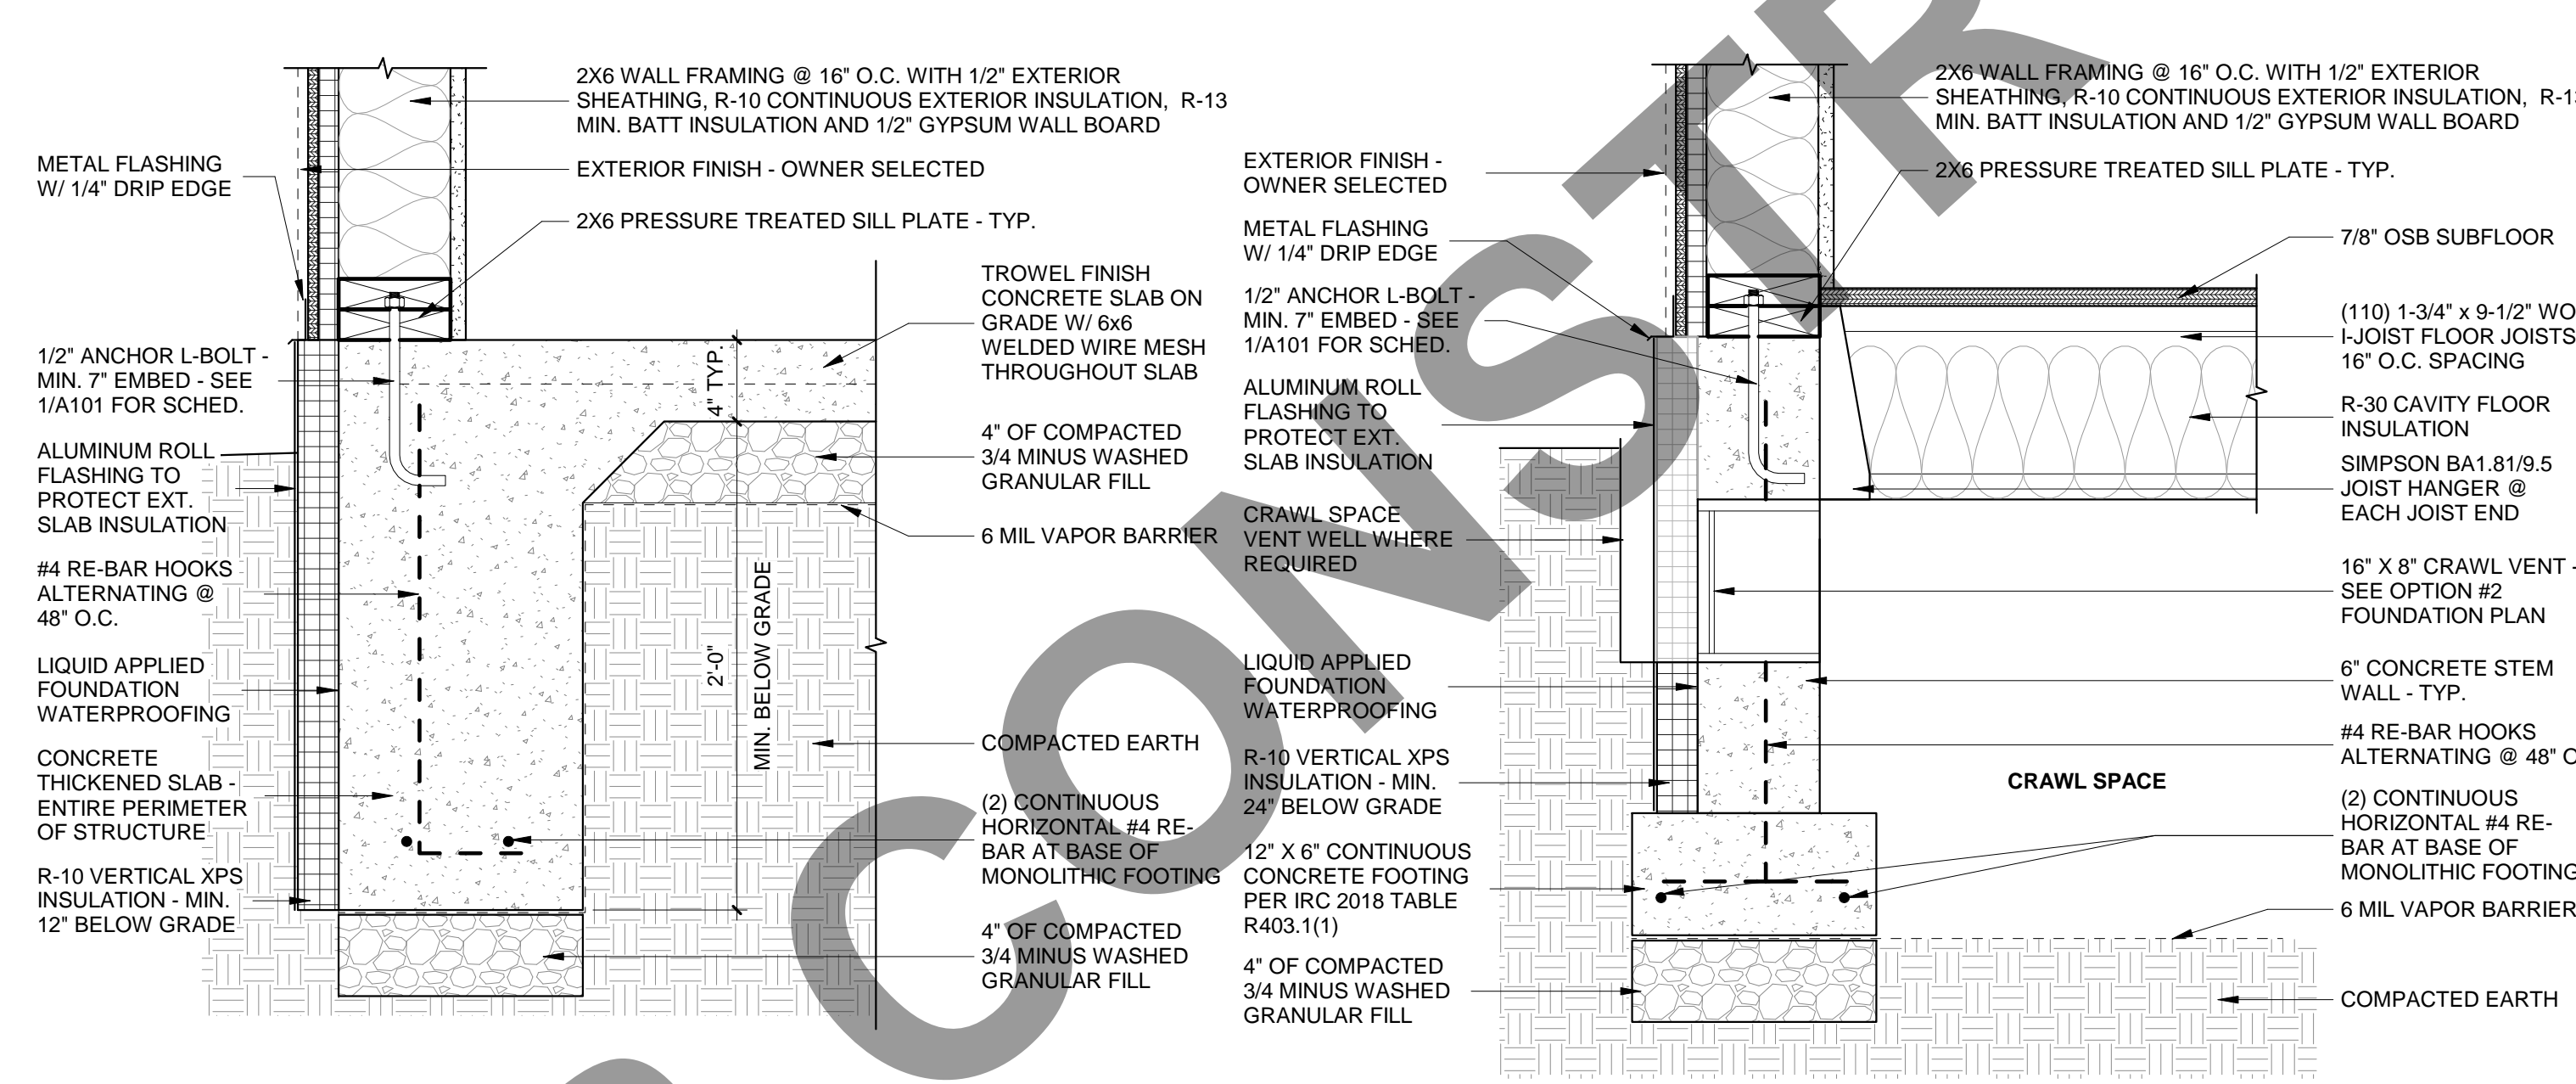 2X6 WALL FRAMING @ 16" O.C. WITH 1/2" EXTERIOR
SHEATHING, R-10 CONTINUOUS EXTERIOR INSULATION, R-13
MIN. BATT INSULATION AND 1/2" GYPSUM WALL BOARD
EXTERIOR FINISH - OWNER SELECTED
2X6 PRESSURE TREATED SILL PLATE - TYP.
METAL FLASHING
W/ 1/4" DRIP EDGE
1/2" ANCHOR L-BOLT -
MIN. 7" EMBED - SEE
1/A101 FOR SCHED.
ALUMINUM ROLL
FLASHING TO
PROTECT EXT.
SLAB INSULATION
#4 RE-BAR HOOKS
ALTERNATING @
48" O.C.
LIQUID APPLIED
FOUNDATION
WATERPROOFING
CONCRETE
THICKENED SLAB -
ENTIRE PERIMETER
OF STRUCTURE
R-10 VERTICAL XPS
INSULATION - MIN.
12" BELOW GRADE
4" TYP.
2'-0"
MIN. BELOW GRADE
TROWEL FINISH
CONCRETE SLAB ON
GRADE W/ 6x6
WELDED WIRE MESH
THROUGHOUT SLAB
4" OF COMPACTED
3/4 MINUS WASHED
GRANULAR FILL
6 MIL VAPOR BARRIER
COMPACTED EARTH
(2) CONTINUOUS
HORIZONTAL #4 RE-
BAR AT BASE OF
MONOLITHIC FOOTING
4" OF COMPACTED
3/4 MINUS WASHED
GRANULAR FILL
EXTERIOR FINISH -
OWNER SELECTED
METAL FLASHING
W/ 1/4" DRIP EDGE
1/2" ANCHOR L-BOLT -
MIN. 7" EMBED - SEE
1/A101 FOR SCHED.
ALUMINUM ROLL
FLASHING TO
PROTECT EXT.
SLAB INSULATION
CRAWL SPACE
VENT WELL WHERE
REQUIRED
LIQUID APPLIED
FOUNDATION
WATERPROOFING
R-10 VERTICAL XPS
INSULATION - MIN.
24" BELOW GRADE
12" X 6" CONTINUOUS
CONCRETE FOOTING
PER IRC 2018 TABLE
R403.1(1)
4" OF COMPACTED
3/4 MINUS WASHED
GRANULAR FILL
2X6 WALL FRAMING @ 16" O.C. WITH 1/2" EXTERIOR
SHEATHING, R-10 CONTINUOUS EXTERIOR INSULATION,
MIN. BATT INSULATION AND 1/2" GYPSUM WALL BOARD
2X6 PRESSURE TREATED SILL PLATE - TYP.
7/8" OSB SUBFLOOR
(110) 1-3/4" x 9-1/2"
I-JOIST FLOOR JOISTS
16" O.C. SPACING
R-30 CAVITY FLOOR
INSULATION
SIMPSON BA1.81/9.5
JOIST HANGER @
EACH JOIST END
16" X 8" CRAWL VENT -
SEE OPTION #2
FOUNDATION PLAN
6" CONCRETE STEM
WALL - TYP.
#4 RE-BAR HOOKS
ALTERNATING @ 48"
CRAWL SPACE
(2) CONTINUOUS
HORIZONTAL #4 RE-
BAR AT BASE OF
MONOLITHIC FOOTING
6 MIL VAPOR BARRIER
COMPACTED EARTH
CONSTR